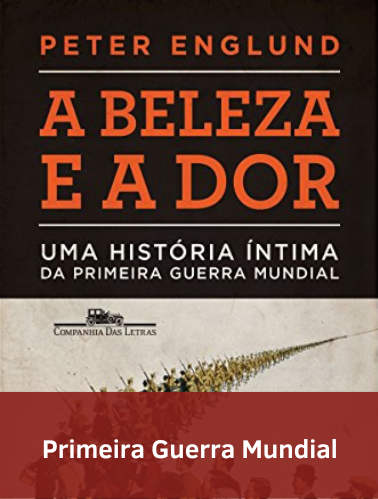 PETER ENGLUND
A BELEZA
E A DOR
UMA HISTÓRIA ÍNTIMA
DA PRIMEIRA GUERRA MUNDIAL
COMPANHIA DAS LETRAS
Primeira Guerra Mundial